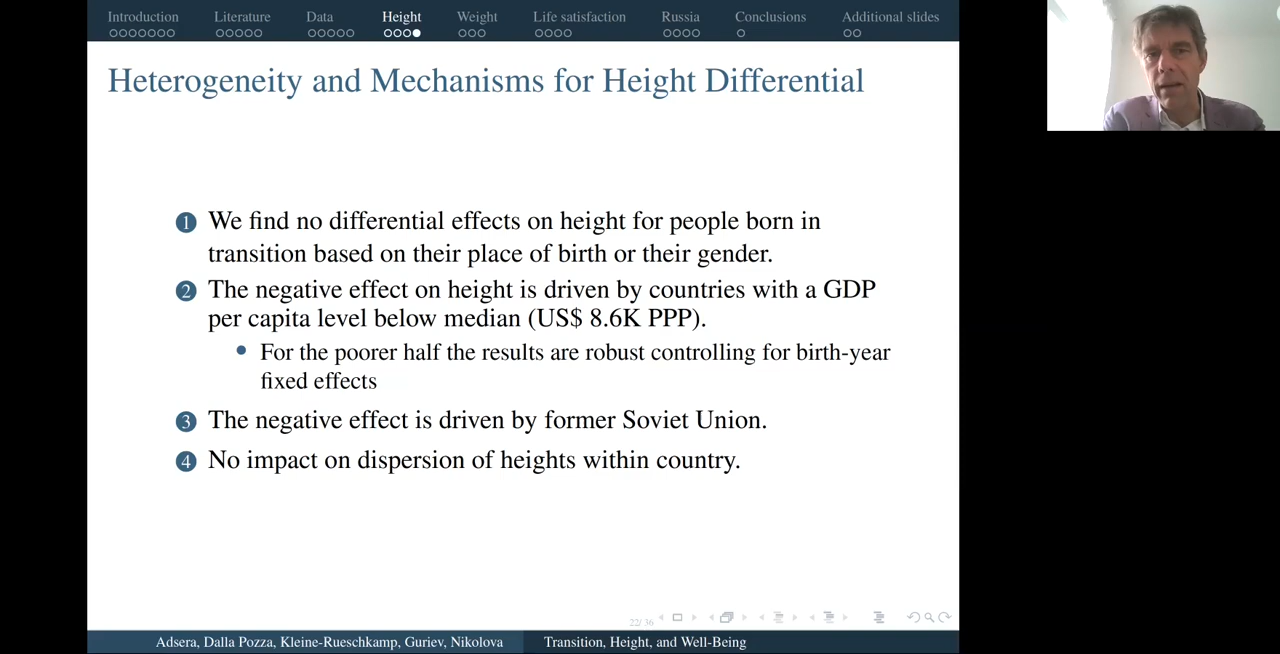 Introduction Literature Data Height Weight Life satisfaction Russia Conclusions Additional slides
Heterogeneity and Mechanisms for Height Differential
1 We find no differential effects on height for people born in
transition based on their place of birth or their gender.
2 The negative effect on height is driven by countries with a GDP
per capita level below median (US$ 8.6K PPP).
For the poorer half the results are robust controlling for birth-year
fixed effects
3 The negative effect is driven by former Soviet Union.
4 No impact on dispersion of heights within country.
22/ 36
Adsera, Dalla Pozza, Kleine-Rueschkamp, Guriev, Nikolova Transition, Height, and Well-Being